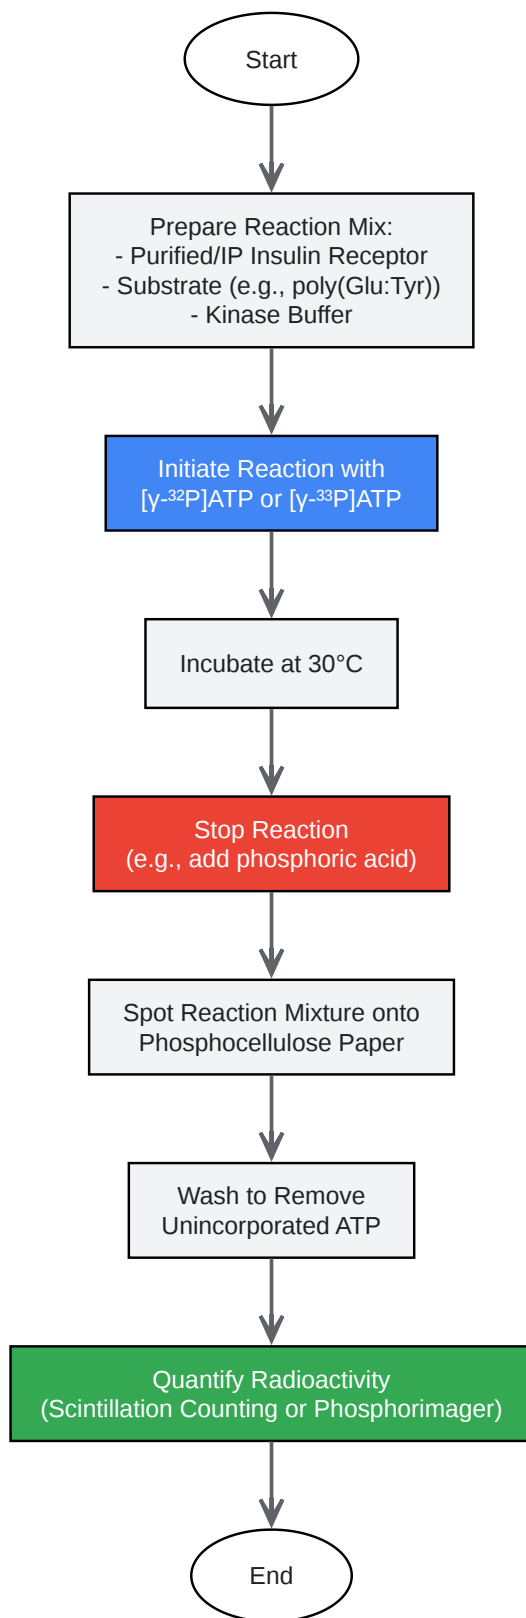 Start
Prepare Reaction Mix:
- Purified/IP Insulin Receptor
- Substrate (e.g., poly(Glu:Tyr))
- Kinase Buffer
Initiate Reaction with
[γ-³²P]ATP or [γ-³³P]ATP
Incubate at 30°C
Stop Reaction
(e.g., add phosphoric acid)
Spot Reaction Mixture onto
Phosphocellulose Paper
Wash to Remove
Unincorporated ATP
Quantify Radioactivity
(Scintillation Counting or Phosphorimager)
End